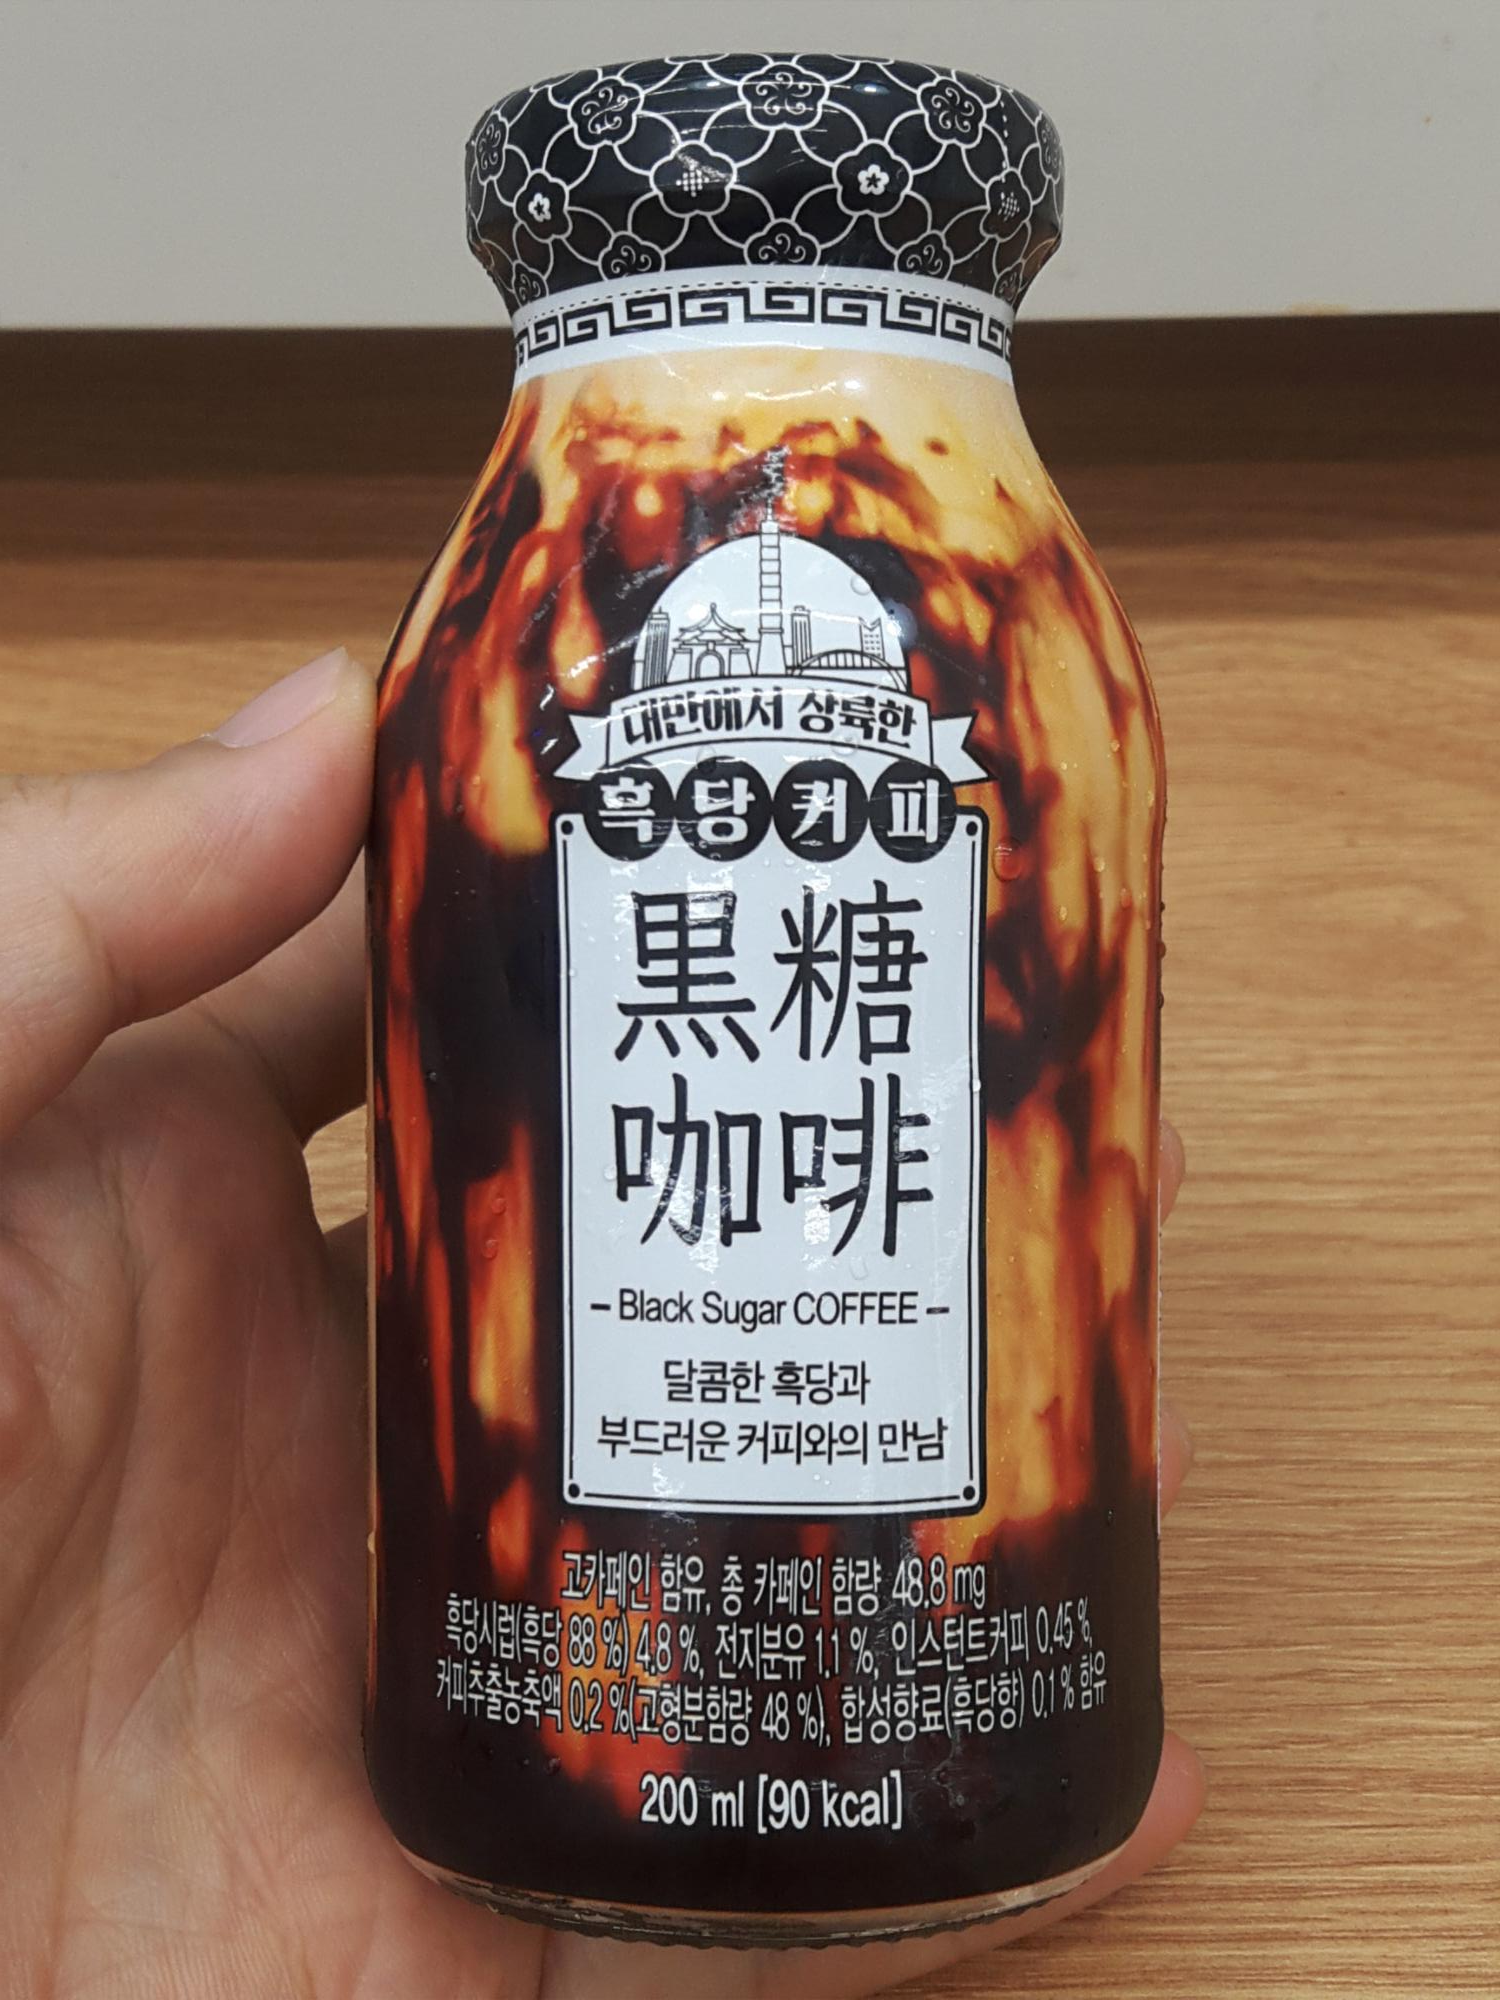 대만에서 상륙한
흑당커피
黒糖
咖啡
– Black Sugar COFFEE –
달콤한 흑당과
부드러운 커피와의 만남
고카페인 함유, 총 카페인 함량 48.8 mg
흑당시럽(흑당 88 %) 4.8 %, 전지분유 1.1 %, 인스턴트커피 0.45 %,
커피추출농축액 0.2 %(고형분함량 48 %), 합성향료(흑당향) 0.1 % 함유
200 ml [90 kcal]